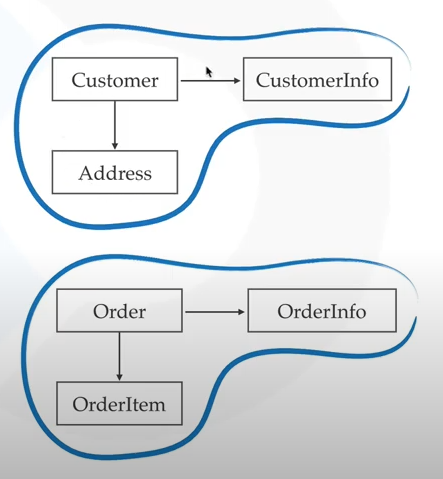 Customer
CustomerInfo
Address
Order
OrderInfo
OrderItem